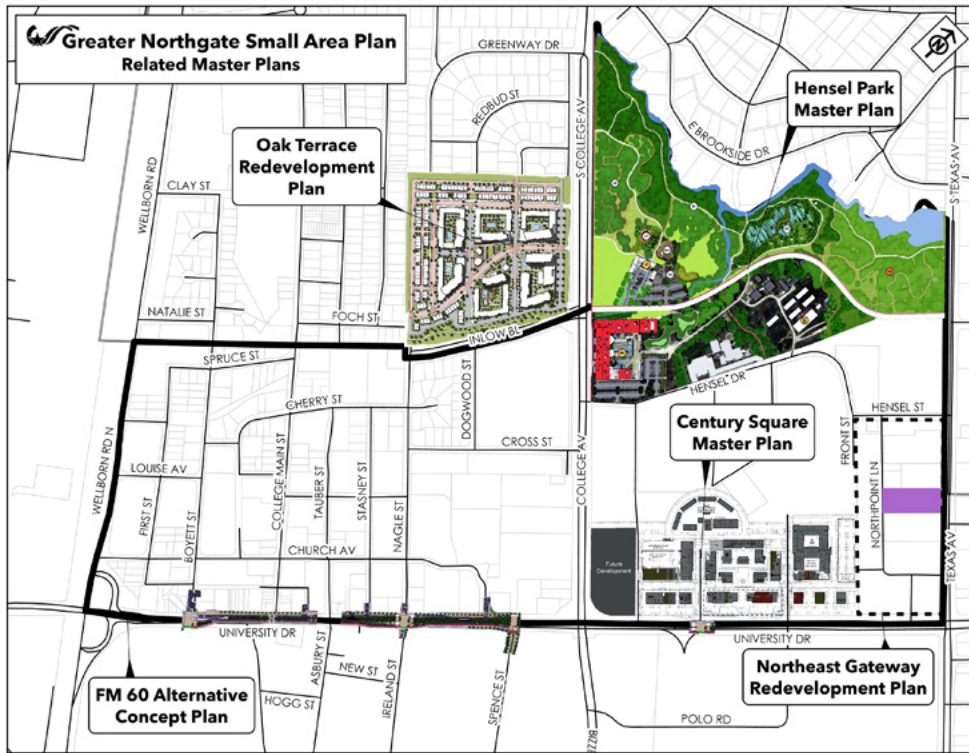 Greater Northgate Small Area Plan
Related Master Plans
N
GREENWAY DR
REDBUD ST
S COLLEGE AV
Hensel Park
Master Plan
E BROOKSIDE DR
S TEXAS AV
Oak Terrace
Redevelopment
Plan
WELLBORN RD
CLAY ST
NATALIE ST
FOCH ST
INLOW BL
SPRUCE ST
CHERRY ST
DOGWOOD ST
CROSS ST
HENSEL DR
HENSEL ST
Century Square
Master Plan
FRONT ST
NORTHPOINT LN
COLLEGE AV
WELLBORN RD N
LOUISE AV
FIRST ST
BOYETT ST
COLLEGE MAIN ST
TAUBER ST
STASNEY ST
NAGLE ST
CHURCH AV
TEXAS AV
Future
Development
UNIVERSITY DR
UNIVERSITY DR
ASBURY ST
NEW ST
IRELAND ST
HOGG ST
SPENCE ST
POLO RD
FM 60 Alternative
Concept Plan
Northeast Gateway
Redevelopment Plan